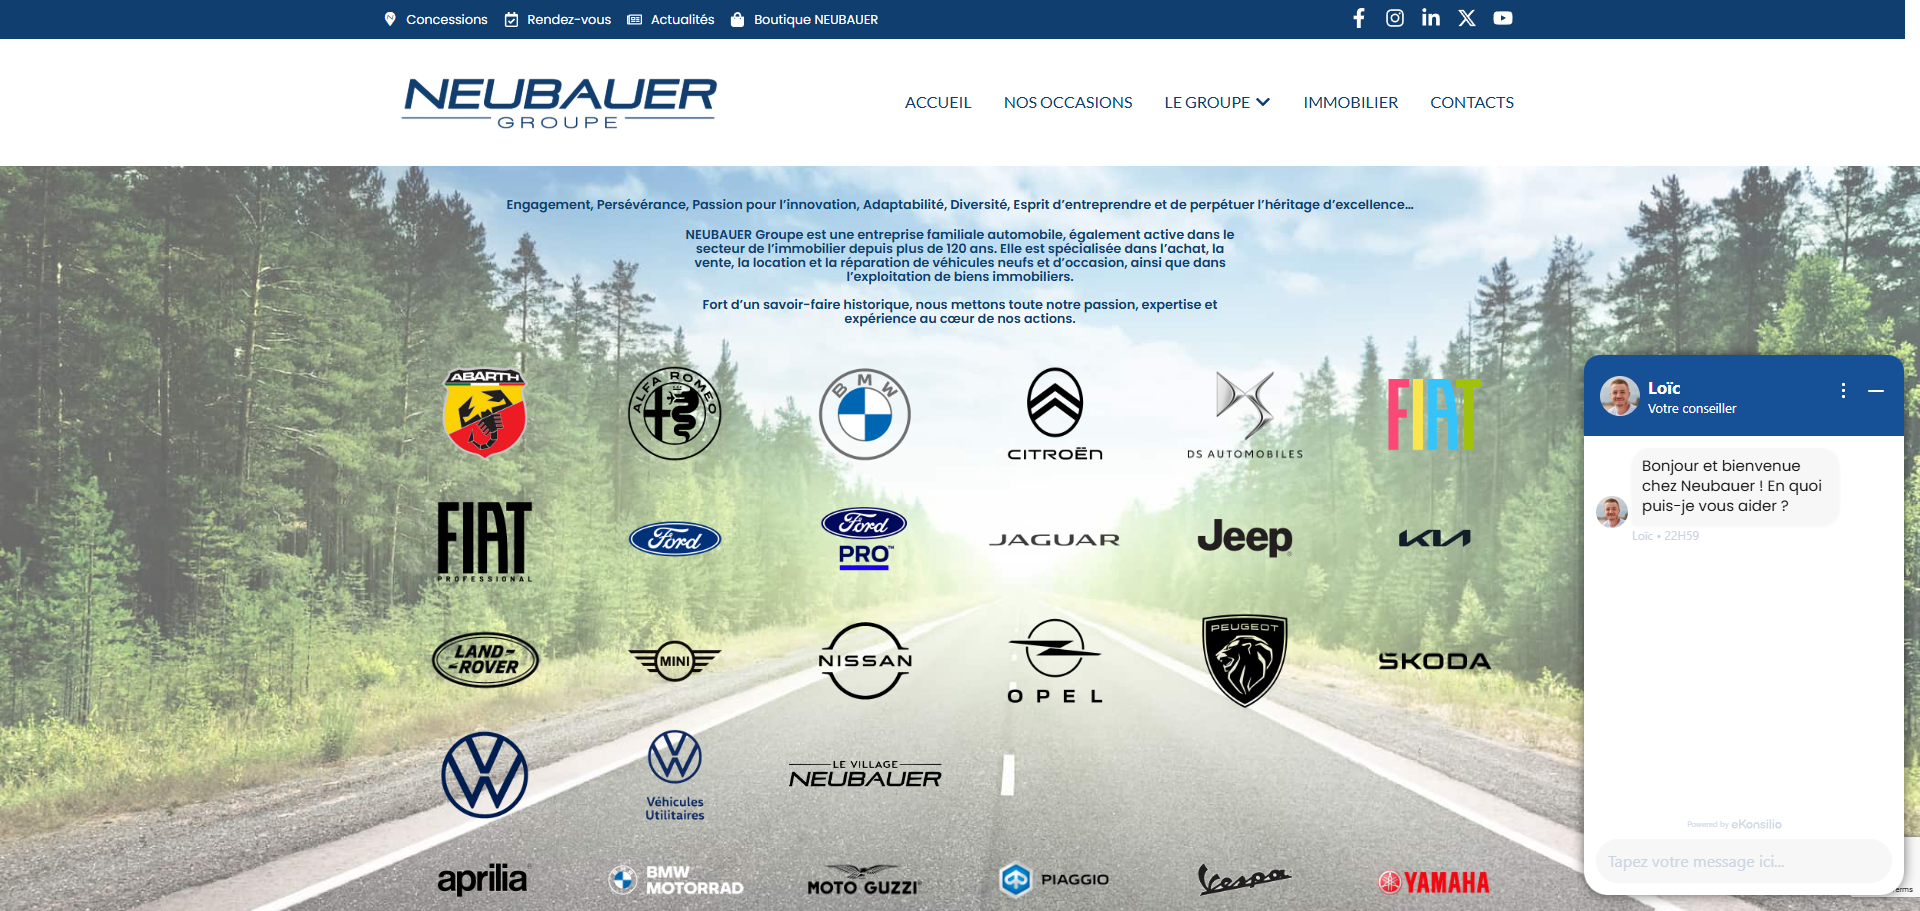 Concessions
Rendez-vous
Actualités
Boutique NEUBAUER
NEUBAUER
GROUPE
ACCUEIL
NOS OCCASIONS
LE GROUPE
IMMOBILIER
CONTACTS
Engagement, Persévérance, Passion pour l’innovation, Adaptabilité, Diversité, Esprit d’entreprendre et de perpétuer l’héritage d’excellence…
NEUBAUER Groupe est une entreprise familiale automobile, également active dans le
secteur de l’immobilier depuis plus de 120 ans. Elle est spécialisée dans l’achat, la
vente, la location et la réparation de véhicules neufs et d’occasion, ainsi que dans
l’exploitation de biens immobiliers.
Fort d’un savoir-faire historique, nous mettons toute notre passion, expertise et
expérience au cœur de nos actions.
ABARTH
ALFA ROMEO
BMW
CITROËN
DS AUTOMOBILES
FIAT
FIAT
PROFESSIONAL
Ford
Ford
PRO™
JAGUAR
Jeep
KIA
LAND-
-ROVER
MINI
NISSAN
OPEL
PEUGEOT
ŠKODA
Véhicules
Utilitaires
LE VILLAGE
NEUBAUER
aprilia
BMW
MOTORRAD
MOTO GUZZI
PIAGGIO
Vespa
YAMAHA
Loïc
Votre conseiller
Bonjour et bienvenue
chez Neubauer ! En quoi
puis-je vous aider ?
Loïc • 22H59
Powered by eKonsilio
Tapez votre message ici...